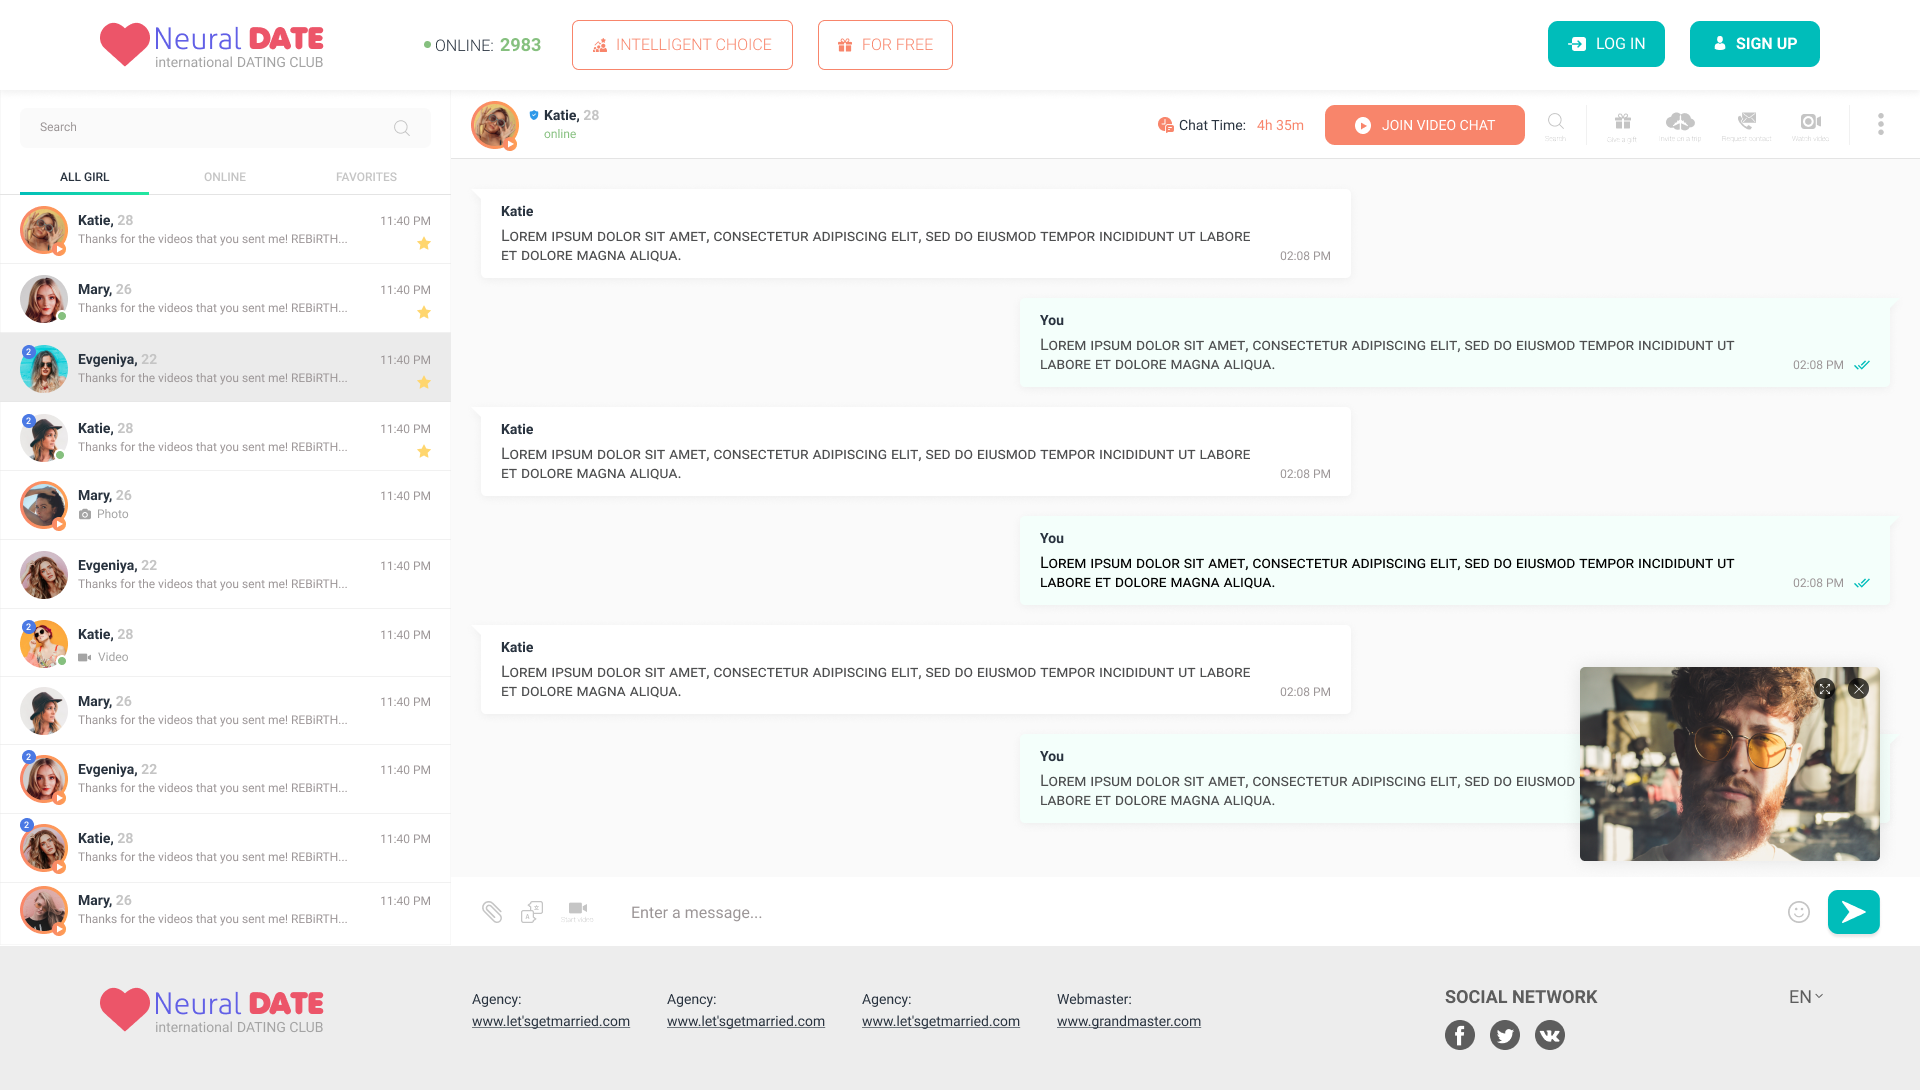 Neural DATE
international DATING CLUB
ONLINE: 2983
INTELLIGENT CHOICE
FOR FREE
LOG IN
SIGN UP
Search
ALL GIRL
ONLINE
FAVORITES
Katie, 28
11:40 PM
Thanks for the videos that you sent me! REBiRTH...
Mary, 26
11:40 PM
Thanks for the videos that you sent me! REBiRTH...
2
Evgeniya, 22
11:40 PM
Thanks for the videos that you sent me! REBiRTH...
2
Katie, 28
11:40 PM
Thanks for the videos that you sent me! REBiRTH...
Mary, 26
11:40 PM
Photo
Evgeniya, 22
11:40 PM
Thanks for the videos that you sent me! REBiRTH...
2
Katie, 28
11:40 PM
Video
Mary, 26
11:40 PM
Thanks for the videos that you sent me! REBiRTH...
2
Evgeniya, 22
11:40 PM
Thanks for the videos that you sent me! REBiRTH...
2
Katie, 28
11:40 PM
Thanks for the videos that you sent me! REBiRTH...
Mary, 26
11:40 PM
Thanks for the videos that you sent me! REBiRTH...
Katie, 28
online
Chat Time: 4h 35m
JOIN VIDEO CHAT
Search
Give a gift
Invite on a trip
Request contact
Watch video
Katie
Lorem ipsum dolor sit amet, consectetur adipiscing elit, sed do eiusmod tempor incididunt ut labore
et dolore magna aliqua.
02:08 PM
You
Lorem ipsum dolor sit amet, consectetur adipiscing elit, sed do eiusmod tempor incididunt ut
labore et dolore magna aliqua.
02:08 PM
Katie
Lorem ipsum dolor sit amet, consectetur adipiscing elit, sed do eiusmod tempor incididunt ut labore
et dolore magna aliqua.
02:08 PM
You
Lorem ipsum dolor sit amet, consectetur adipiscing elit, sed do eiusmod tempor incididunt ut
labore et dolore magna aliqua.
02:08 PM
Katie
Lorem ipsum dolor sit amet, consectetur adipiscing elit, sed do eiusmod tempor incididunt ut labore
et dolore magna aliqua.
02:08 PM
You
Lorem ipsum dolor sit amet, consectetur adipiscing elit, sed do eiusmod
labore et dolore magna aliqua.
Start video
Enter a message...
Neural DATE
international DATING CLUB
Agency:
www.let'sgetmarried.com
Agency:
www.let'sgetmarried.com
Agency:
www.let'sgetmarried.com
Webmaster:
www.grandmaster.com
SOCIAL NETWORK
EN